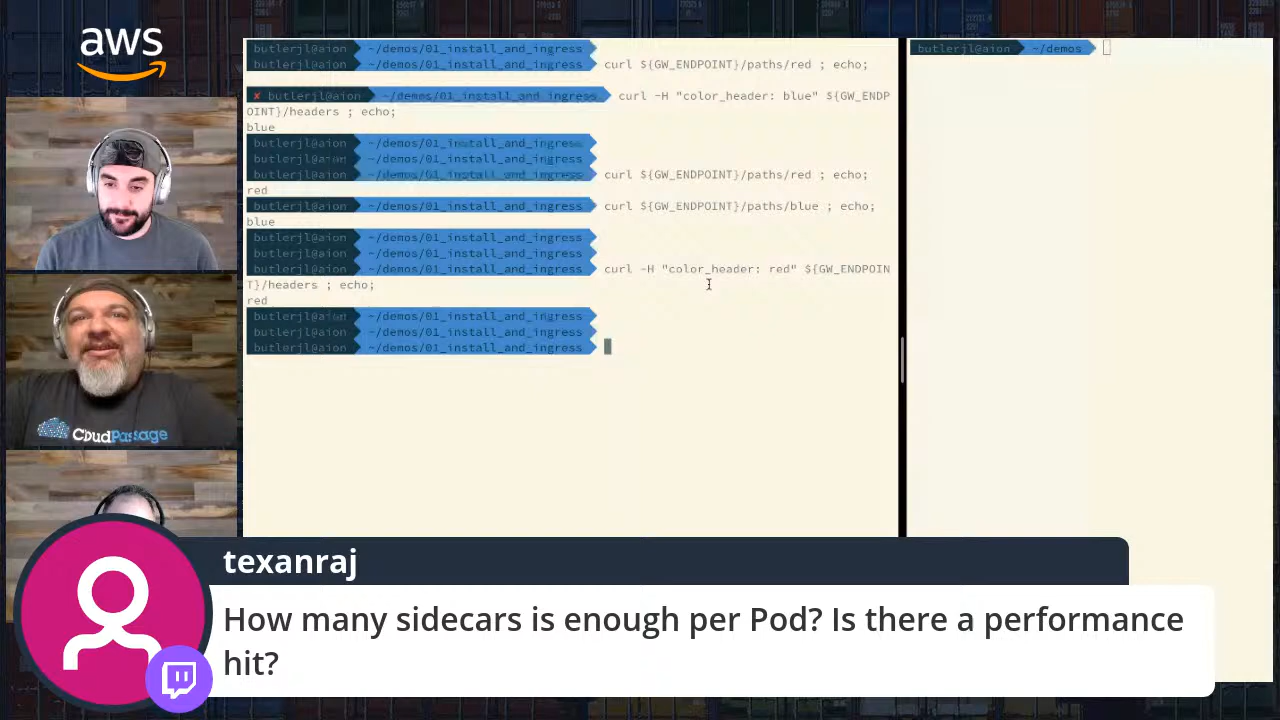 aws
butlerjl@aion ~/demos/01_install_and_ingress
butlerjl@aion ~/demos/01_install_and_ingress curl ${GW_ENDPOINT}/paths/red ; echo;
✘ butlerjl@aion ~/demos/01_install_and_ingress curl -H "color_header: blue" ${GW_ENDP
OINT}/headers ; echo;
blue
butlerjl@aion ~/demos/01_install_and_ingress
butlerjl@aion ~/demos/01_install_and_ingress
butlerjl@aion ~/demos/01_install_and_ingress curl ${GW_ENDPOINT}/paths/red ; echo;
red
butlerjl@aion ~/demos/01_install_and_ingress curl ${GW_ENDPOINT}/paths/blue ; echo;
blue
butlerjl@aion ~/demos/01_install_and_ingress
butlerjl@aion ~/demos/01_install_and_ingress
butlerjl@aion ~/demos/01_install_and_ingress curl -H "color_header: red" ${GW_ENDPOIN
T}/headers ; echo;
red
butlerjl@aion ~/demos/01_install_and_ingress
butlerjl@aion ~/demos/01_install_and_ingress
butlerjl@aion ~/demos/01_install_and_ingress
butlerjl@aion ~/demos
CloudPassage
texanraj
How many sidecars is enough per Pod? Is there a performance
hit?